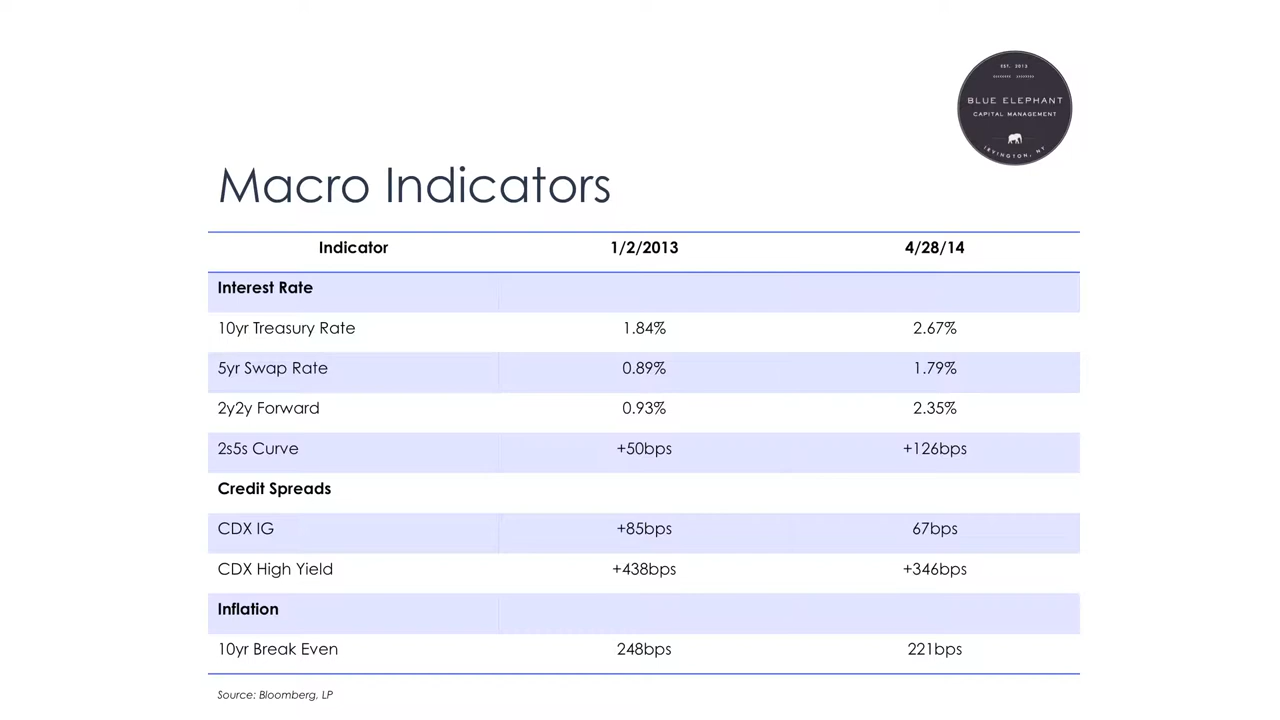 EST. 2013
BLUE ELEPHANT
CAPITAL MANAGEMENT
IRVINGTON, NY
Macro Indicators
Indicator 1/2/2013 4/28/14
Interest Rate
10yr Treasury Rate 1.84% 2.67%
5yr Swap Rate 0.89% 1.79%
2y2y Forward 0.93% 2.35%
2s5s Curve +50bps +126bps
Credit Spreads
CDX IG +85bps 67bps
CDX High Yield +438bps +346bps
Inflation
10yr Break Even 248bps 221bps
Source: Bloomberg, LP